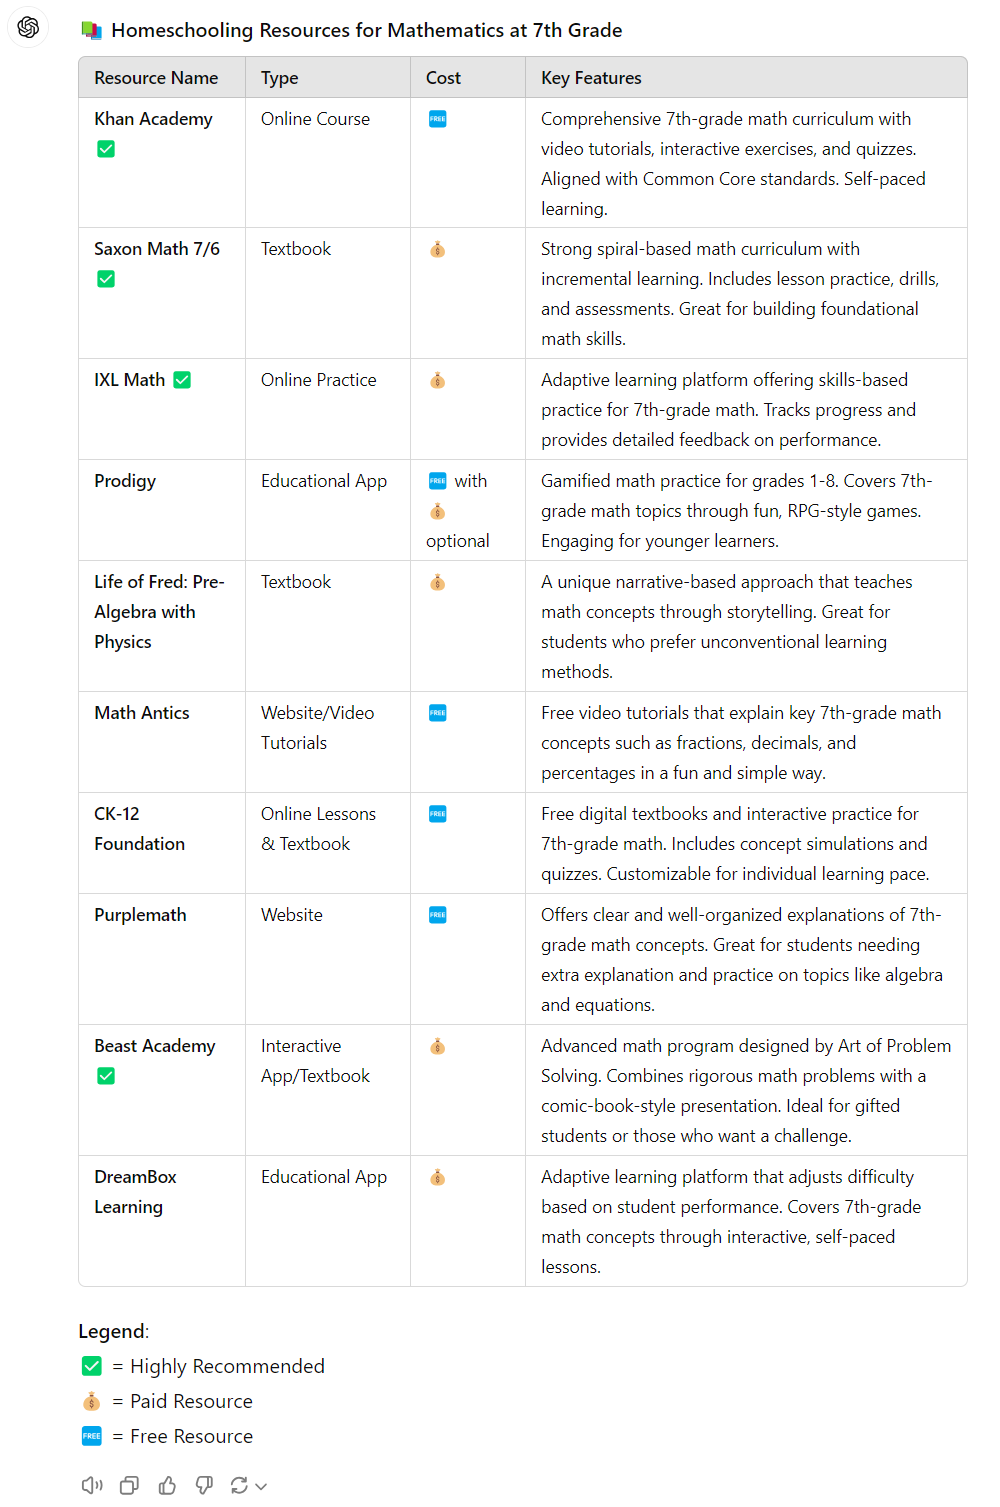 📚 Homeschooling Resources for Mathematics at 7th Grade
Resource Name Type Cost Key Features
Khan Academy ✅ Online Course FREE Comprehensive 7th-grade math curriculum with
video tutorials, interactive exercises, and quizzes.
Aligned with Common Core standards. Self-paced
learning.
Saxon Math 7/6 ✅ Textbook 💰 Strong spiral-based math curriculum with
incremental learning. Includes lesson practice, drills,
and assessments. Great for building foundational
math skills.
IXL Math ✅ Online Practice 💰 Adaptive learning platform offering skills-based
practice for 7th-grade math. Tracks progress and
provides detailed feedback on performance.
Prodigy Educational App FREE with Gamified math practice for grades 1-8. Covers 7th-
💰 grade math topics through fun, RPG-style games.
optional Engaging for younger learners.
Life of Fred: Pre- Textbook 💰 A unique narrative-based approach that teaches
Algebra with math concepts through storytelling. Great for
Physics students who prefer unconventional learning
methods.
Math Antics Website/Video FREE Free video tutorials that explain key 7th-grade math
Tutorials concepts such as fractions, decimals, and
percentages in a fun and simple way.
CK-12 Online Lessons FREE Free digital textbooks and interactive practice for
Foundation & Textbook 7th-grade math. Includes concept simulations and
quizzes. Customizable for individual learning pace.
Purplemath Website FREE Offers clear and well-organized explanations of 7th-
grade math concepts. Great for students needing
extra explanation and practice on topics like algebra
and equations.
Beast Academy Interactive 💰 Advanced math program designed by Art of Problem
✅ App/Textbook Solving. Combines rigorous math problems with a
comic-book-style presentation. Ideal for gifted
students or those who want a challenge.
DreamBox Educational App 💰 Adaptive learning platform that adjusts difficulty
Learning based on student performance. Covers 7th-grade
math concepts through interactive, self-paced
lessons.
Legend:
✅ = Highly Recommended
💰 = Paid Resource
FREE = Free Resource